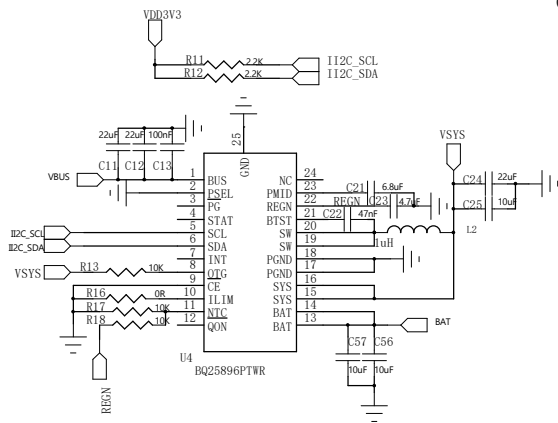 VDD3V3
R11 2.2K II2C_SCL
R12 2.2K II2C_SDA
22uF 22uF 100nF
C11 C12 C13
VBUS
25
GND
1 BUS
2 PSEL
3 PG
4 STAT
5 SCL
6 SDA
7 INT
8 OTG
9 CE
10 ILIM
11 NTC
12 QON
NC 24
PMID 23
REGN 22
BTST 21
SW 20
SW 19
PGND 18
PGND 17
SYS 16
SYS 15
BAT 14
BAT 13
II2C_SCL
II2C_SDA
VSYS R13 10K
R16 0R
R17 10K
R18 10K
REGN
U4
BQ25896PTWR
C21 6.8uF
REGN C23 4.7uF
C22 47nF
1uH
L2
VSYS
C24 22uF
C25 10uF
BAT
C57 C56
10uF 10uF